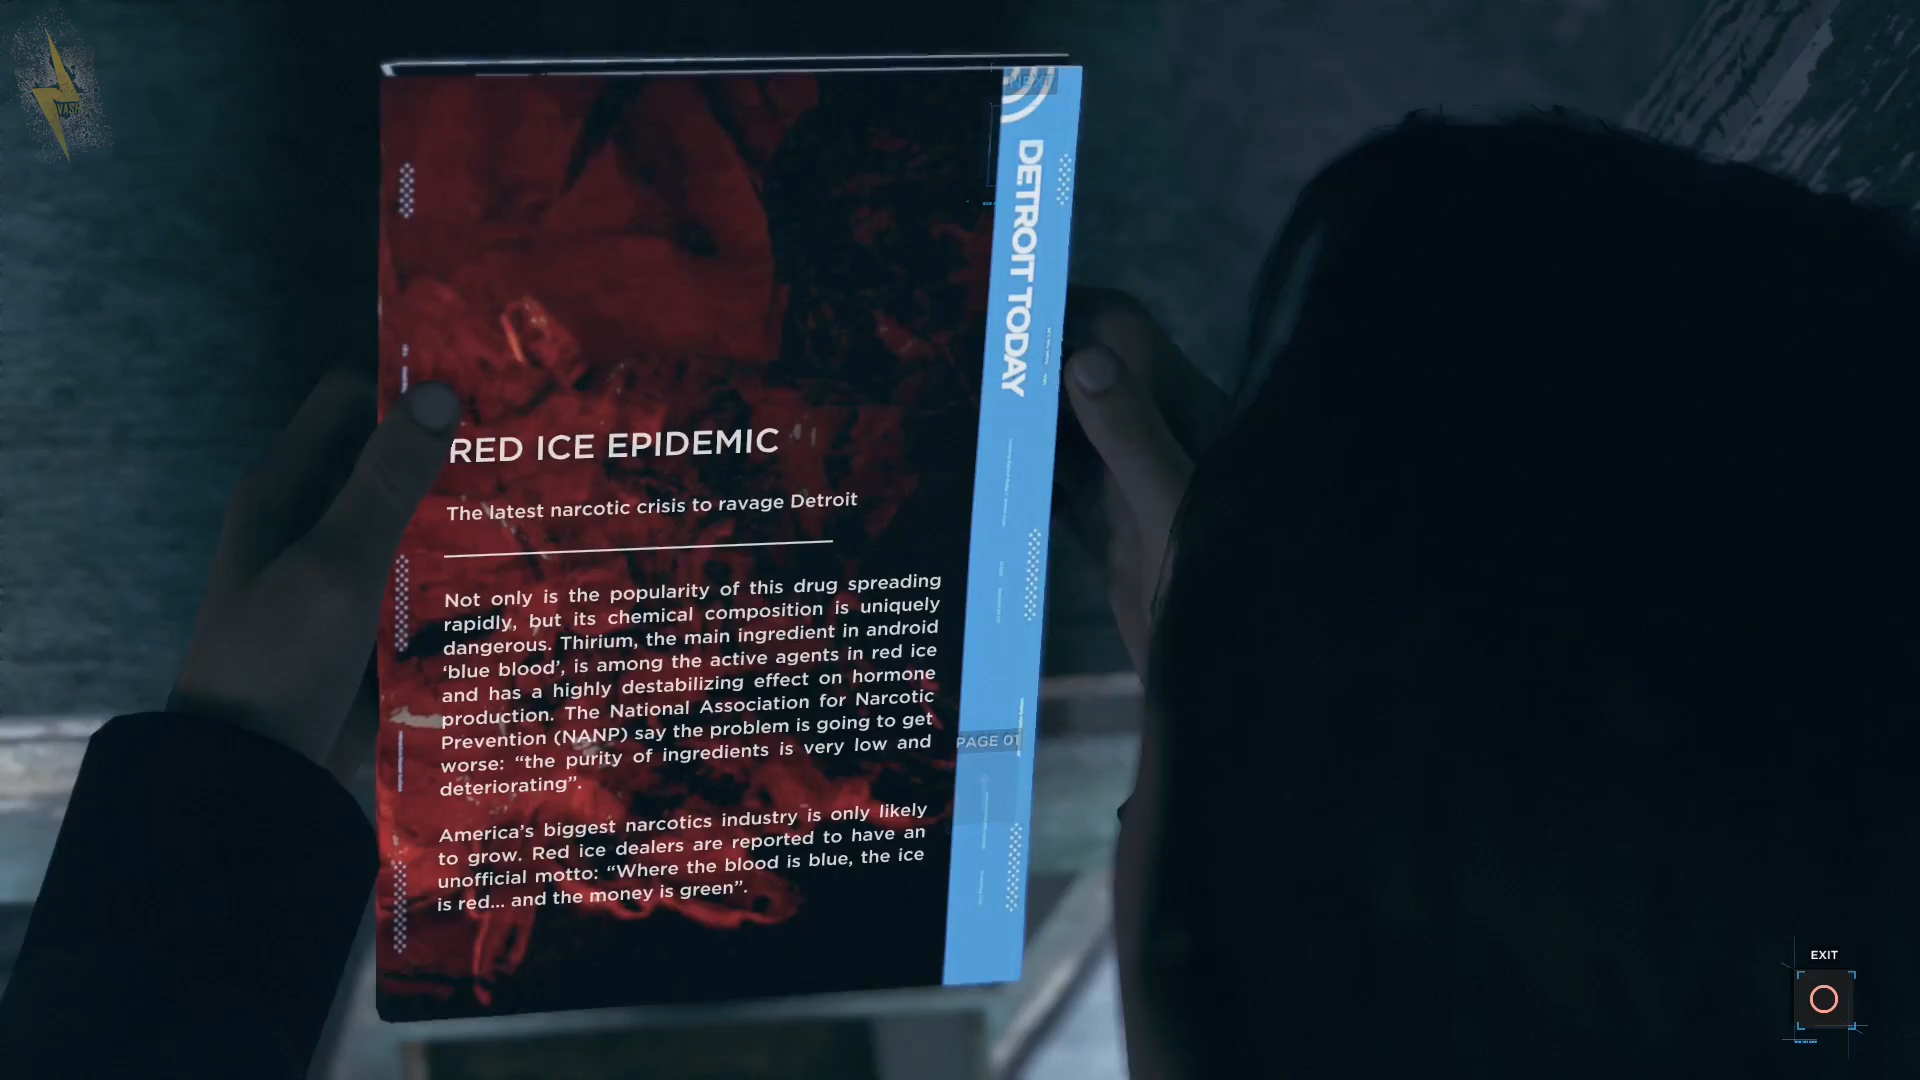 VASH
NEXT
DETROIT TODAY
RED ICE EPIDEMIC
The latest narcotic crisis to ravage Detroit
Not only is the popularity of this drug spreading
rapidly, but its chemical composition is uniquely
dangerous. Thirium, the main ingredient in android
‘blue blood’, is among the active agents in red ice
and has a highly destabilizing effect on hormone
production. The National Association for Narcotic
Prevention (NANP) say the problem is going to get
worse: “the purity of ingredients is very low and
deteriorating”.
America’s biggest narcotics industry is only likely
to grow. Red ice dealers are reported to have an
unofficial motto: “Where the blood is blue, the ice
is red... and the money is green”.
PAGE 01
EXIT